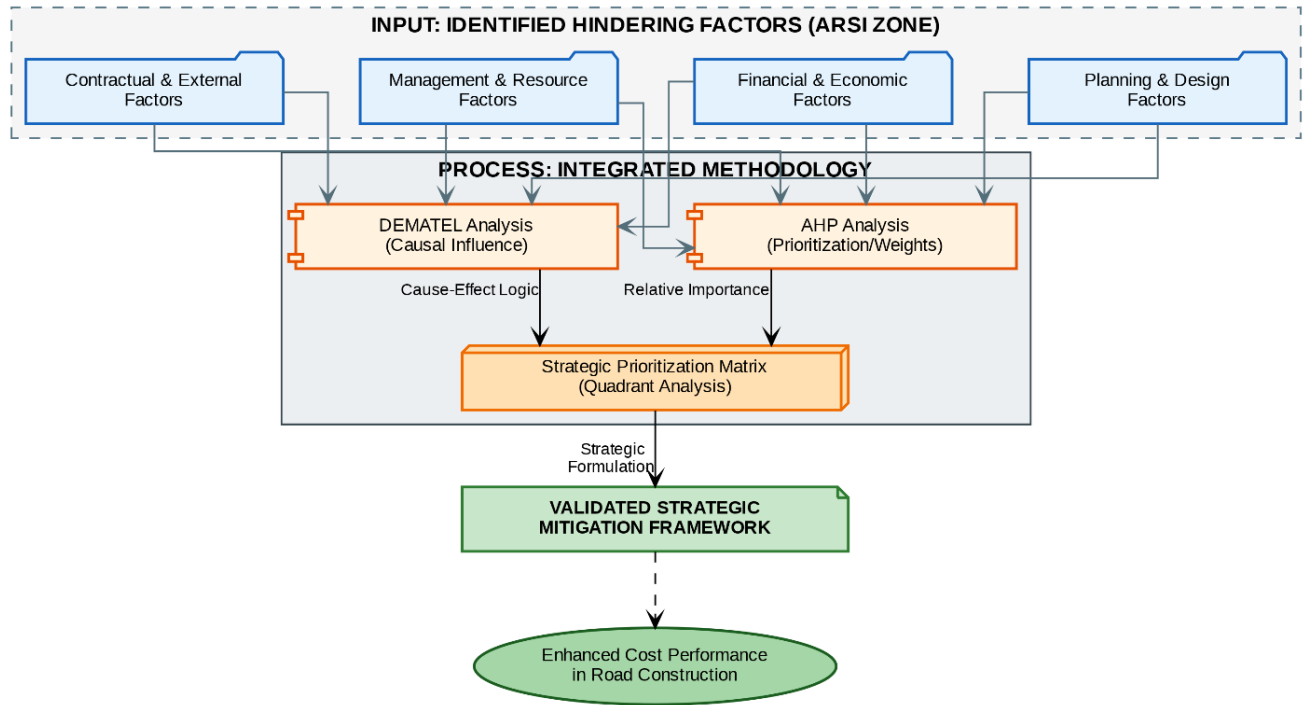 INPUT: IDENTIFIED HINDERING FACTORS (ARSI ZONE)
Contractual & External
Factors
Management & Resource
Factors
Financial & Economic
Factors
Planning & Design
Factors
PROCESS: INTEGRATED METHODOLOGY
DEMATEL Analysis
(Causal Influence)
AHP Analysis
(Prioritization/Weights)
Cause-Effect Logic
Relative Importance
Strategic Prioritization Matrix
(Quadrant Analysis)
Strategic
Formulation
VALIDATED STRATEGIC
MITIGATION FRAMEWORK
Enhanced Cost Performance
in Road Construction